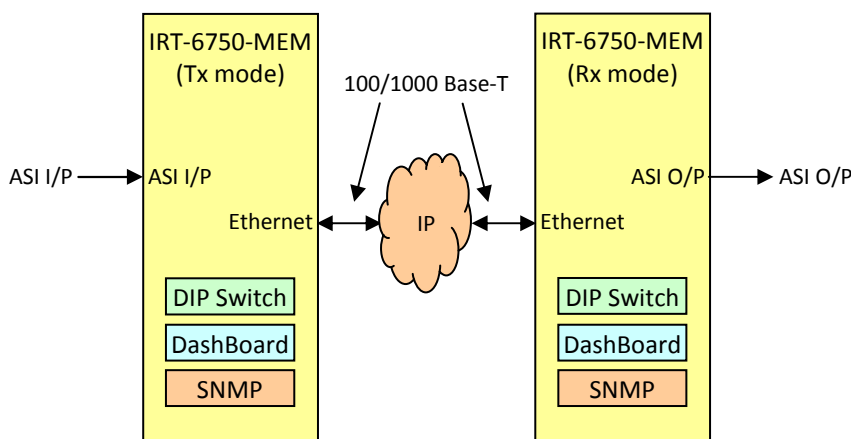 IRT-6750-MEM
(Tx mode)
IRT-6750-MEM
(Rx mode)
100/1000 Base-T
ASI I/P
ASI I/P
ASI O/P
ASI O/P
Ethernet
IP
Ethernet
DIP Switch
DIP Switch
DashBoard
DashBoard
SNMP
SNMP